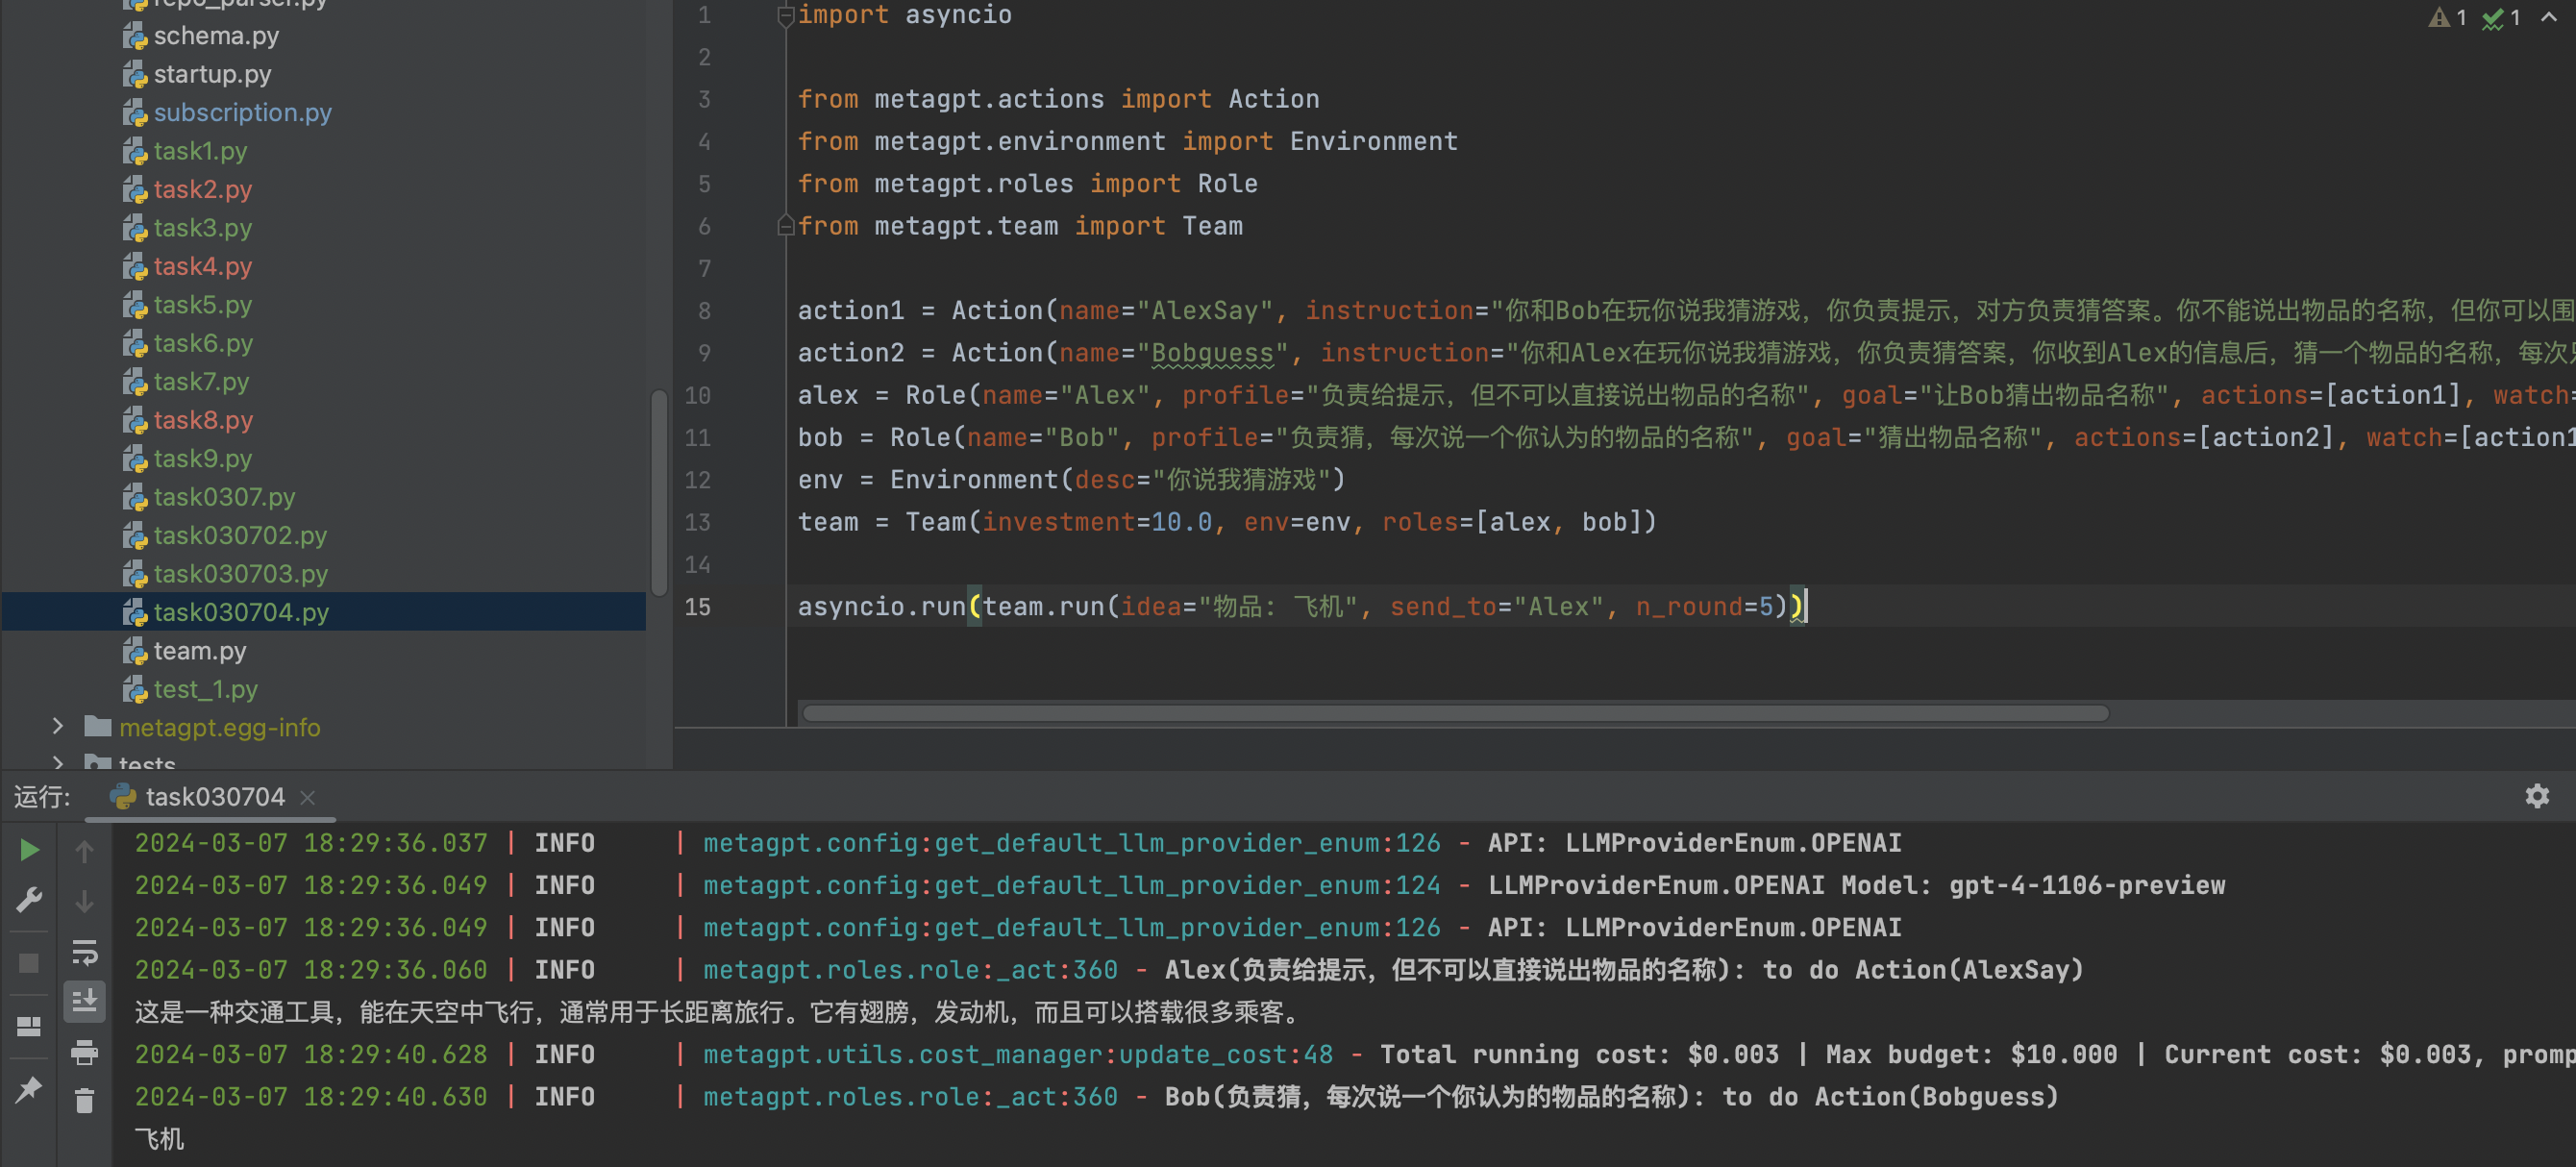 repo_parser.py
schema.py
startup.py
subscription.py
task1.py
task2.py
task3.py
task4.py
task5.py
task6.py
task7.py
task8.py
task9.py
task0307.py
task030702.py
task030703.py
task030704.py
team.py
test_1.py
metagpt.egg-info
tests
1 import asyncio
2
3 from metagpt.actions import Action
4 from metagpt.environment import Environment
5 from metagpt.roles import Role
6 from metagpt.team import Team
7
8 action1 = Action(name="AlexSay", instruction="你和Bob在玩你说我猜游戏，你负责提示，对方负责猜答案。你不能说出物品的名称，但你可以围
9 action2 = Action(name="Bobguess", instruction="你和Alex在玩你说我猜游戏，你负责猜答案，你收到Alex的信息后，猜一个物品的名称，每次只
10 alex = Role(name="Alex", profile="负责给提示，但不可以直接说出物品的名称", goal="让Bob猜出物品名称", actions=[action1], watch=
11 bob = Role(name="Bob", profile="负责猜，每次说一个你认为的物品的名称", goal="猜出物品名称", actions=[action2], watch=[action1
12 env = Environment(desc="你说我猜游戏")
13 team = Team(investment=10.0, env=env, roles=[alex, bob])
14
15 asyncio.run(team.run(idea="物品: 飞机", send_to="Alex", n_round=5))
1 1
运行: task030704
2024-03-07 18:29:36.037 | INFO | metagpt.config:get_default_llm_provider_enum:126 - API: LLMProviderEnum.OPENAI
2024-03-07 18:29:36.049 | INFO | metagpt.config:get_default_llm_provider_enum:124 - LLMProviderEnum.OPENAI Model: gpt-4-1106-preview
2024-03-07 18:29:36.049 | INFO | metagpt.config:get_default_llm_provider_enum:126 - API: LLMProviderEnum.OPENAI
2024-03-07 18:29:36.060 | INFO | metagpt.roles.role:_act:360 - Alex(负责给提示，但不可以直接说出物品的名称): to do Action(AlexSay)
这是一种交通工具，能在天空中飞行，通常用于长距离旅行。它有翅膀，发动机，而且可以搭载很多乘客。
2024-03-07 18:29:40.628 | INFO | metagpt.utils.cost_manager:update_cost:48 - Total running cost: $0.003 | Max budget: $10.000 | Current cost: $0.003, promp
2024-03-07 18:29:40.630 | INFO | metagpt.roles.role:_act:360 - Bob(负责猜，每次说一个你认为的物品的名称): to do Action(Bobguess)
飞机